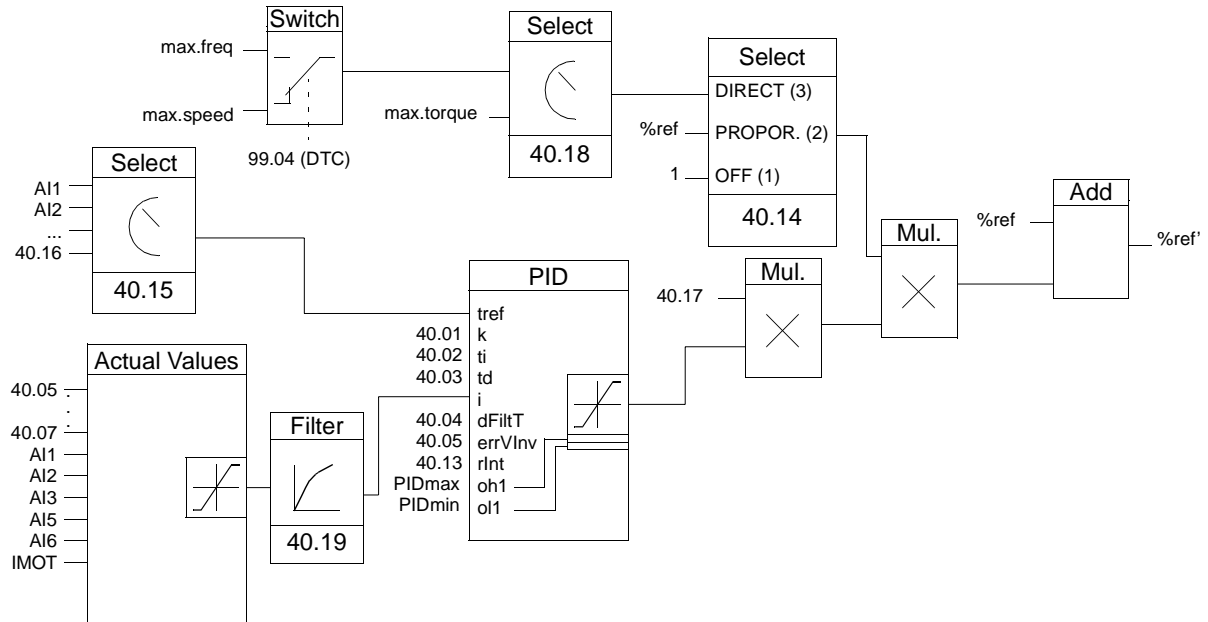 Switch
max.freq
max.speed
99.04 (DTC)
Select
max.torque
40.18
Select
DIRECT (3)
%ref
PROPOR. (2)
1
OFF (1)
40.14
Select
AI1
AI2
...
40.16
40.15
Add
%ref
%ref'
Mul.
Mul.
40.17
PID
tref
40.01 k
40.02 ti
40.03 td
i
40.04 dFiltT
40.05 errVInv
40.13 rInt
PIDmax oh1
PIDmin ol1
Actual Values
40.05
.
.
40.07
AI1
AI2
AI3
AI5
AI6
IMOT
Filter
40.19